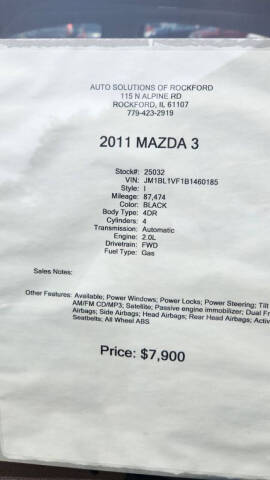 AUTO SOLUTIONS OF ROCKFORD
115 N ALPINE RD
ROCKFORD, IL 61107
779-423-2919
2011 MAZDA 3
Stock#: 25032
VIN: JM1BL1VF1B1460185
Style: I
Mileage: 87,474
Color: BLACK
Body Type: 4DR
Cylinders: 4
Transmission: Automatic
Engine: 2.0L
Drivetrain: FWD
Fuel Type: Gas
Sales Notes:
Other Features: Available; Power Windows; Power Locks; Power Steering; Tilt
AM/FM CD/MP3; Satellite; Passive engine immobilizer; Dual Fr
Airbags; Side Airbags; Head Airbags; Rear Head Airbags; Activ
Seatbelts; All Wheel ABS
Price: $7,900